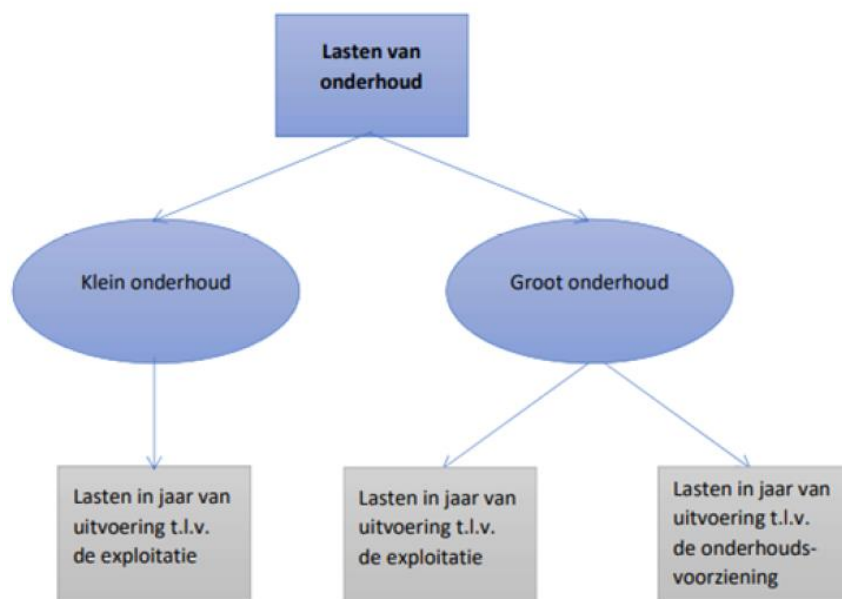 Lasten van
onderhoud
Klein onderhoud
Groot onderhoud
Lasten in jaar van
uitvoering t.l.v.
de exploitatie
Lasten in jaar van
uitvoering t.l.v.
de exploitatie
Lasten in jaar van
uitvoering t.l.v.
de onderhouds-
voorziening